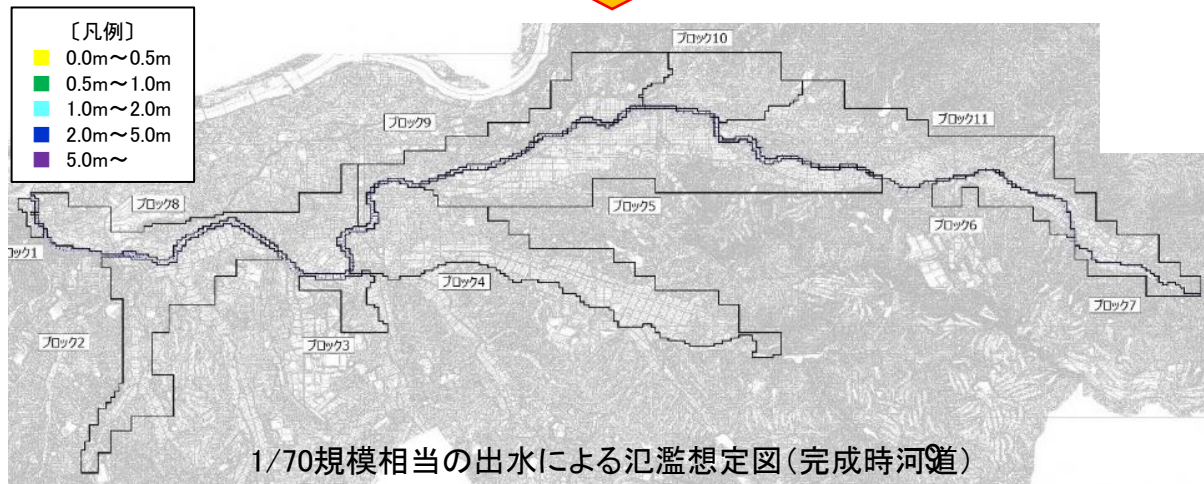 〔凡例〕
0.0m～0.5m
0.5m～1.0m
1.0m～2.0m
2.0m～5.0m
5.0m～
ブロック10
ブロック9
ブロック11
ブロック8
ブロック5
ブロック6
ロック1
ブロック4
ブロック7
ブロック2
ブロック3
1/70規模相当の出水による氾濫想定図(完成時河道)
9